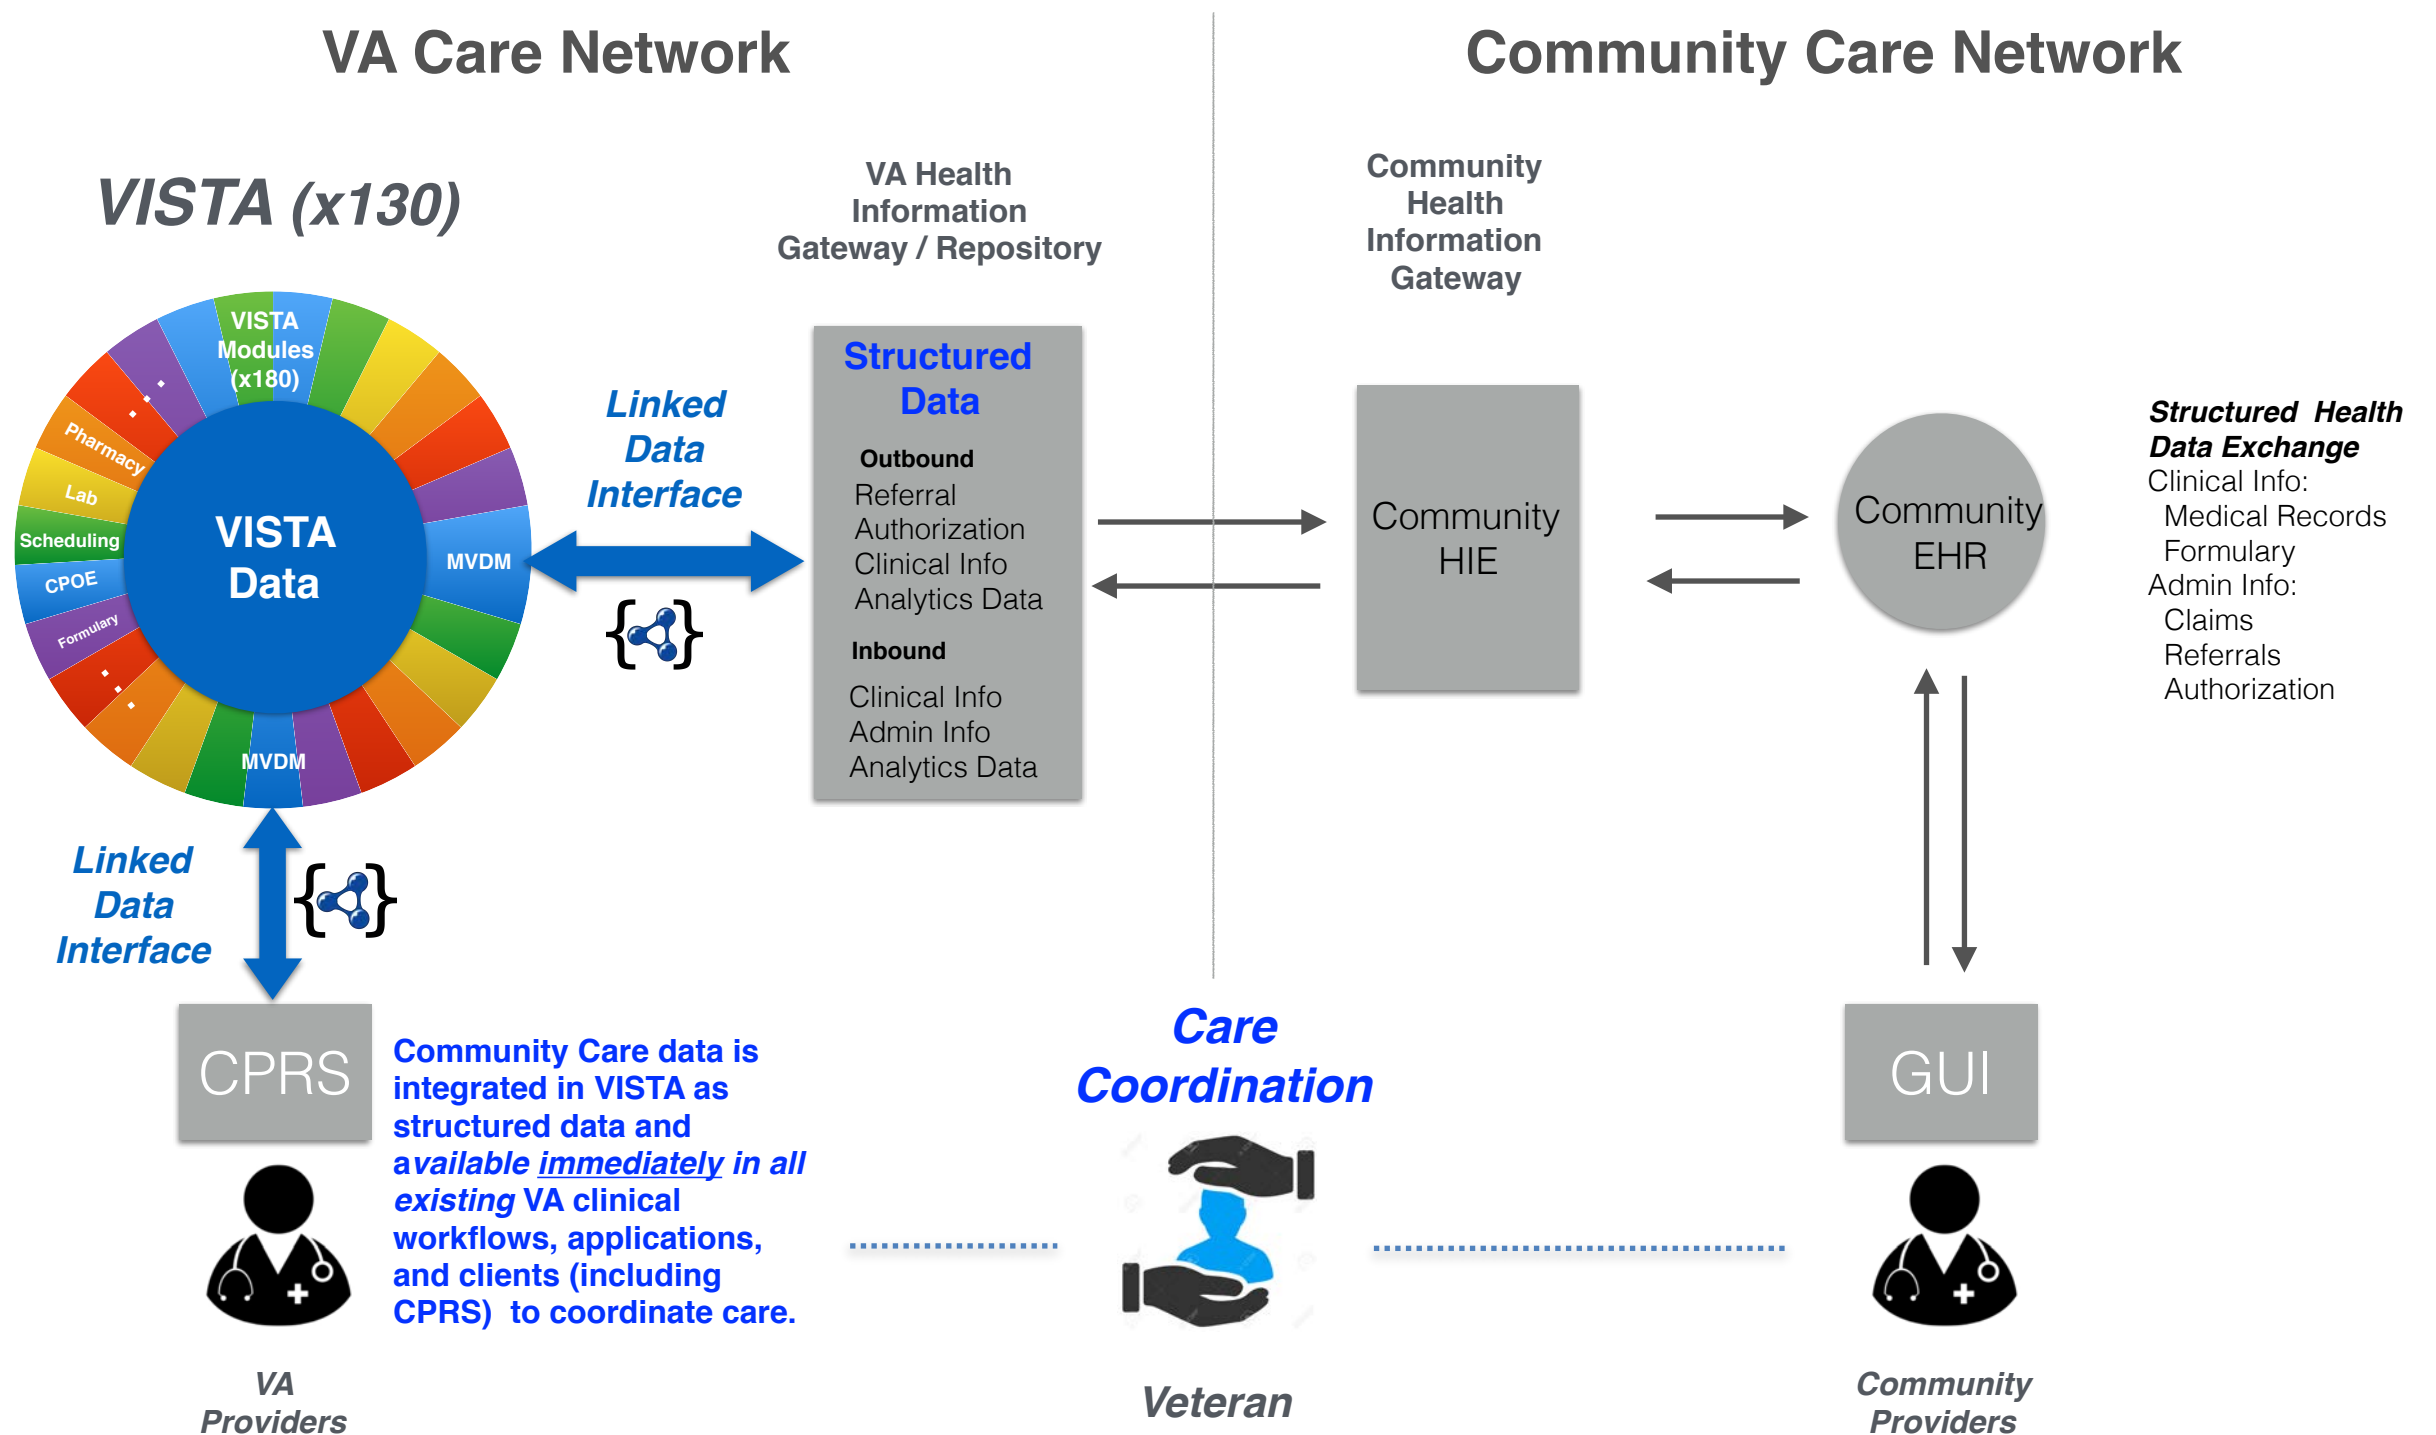 VA Care Network
Community Care Network
VISTA (x130)
VA Health
Information
Gateway / Repository
Community
Health
Information
Gateway
VISTA
Modules
(x180)
Pharmacy
Lab
Scheduling
CPOE
Formulary
VISTA
Data
MVDM
MVDM
Linked
Data
Interface
Structured
Data
Outbound
Referral
Authorization
Clinical Info
Analytics Data
Inbound
Clinical Info
Admin Info
Analytics Data
Community
HIE
Community
EHR
Structured Health
Data Exchange
Clinical Info:
Medical Records
Formulary
Admin Info:
Claims
Referrals
Authorization
Linked
Data
Interface
CPRS
Community Care data is
integrated in VISTA as
structured data and
available immediately in all
existing VA clinical
workflows, applications,
and clients (including
CPRS) to coordinate care.
Care
Coordination
GUI
VA
Providers
Veteran
Community
Providers